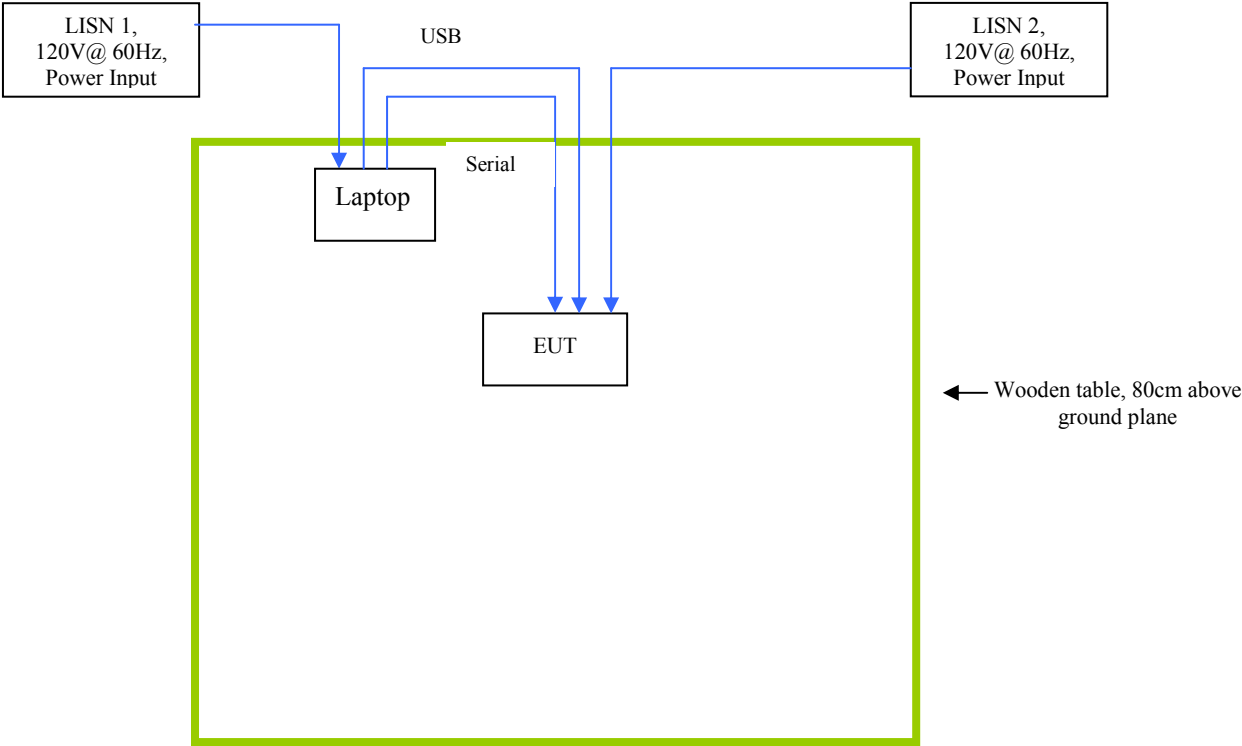 LISN 1,
120V@ 60Hz,
Power Input
USB
LISN 2,
120V@ 60Hz,
Power Input
Serial
Laptop
EUT
Wooden table, 80cm above
ground plane